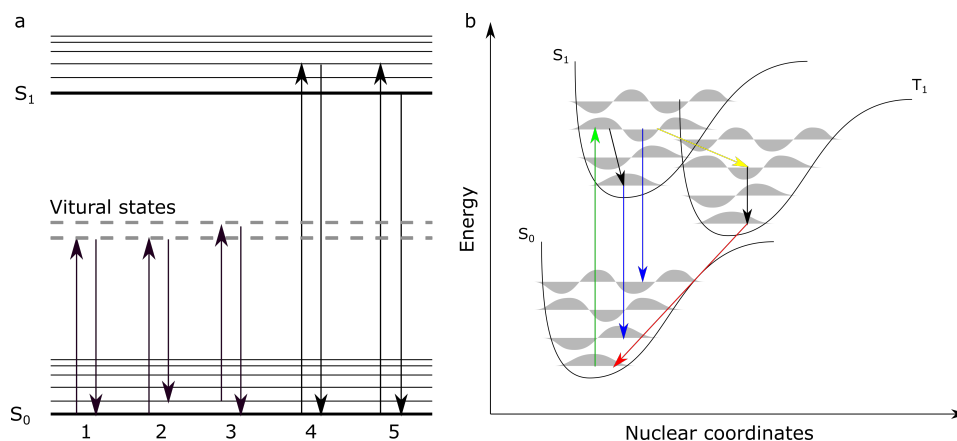 a
S1
Vitural states
S0
1 2 3 4 5
b
Energy
S1
T1
S0
Nuclear coordinates